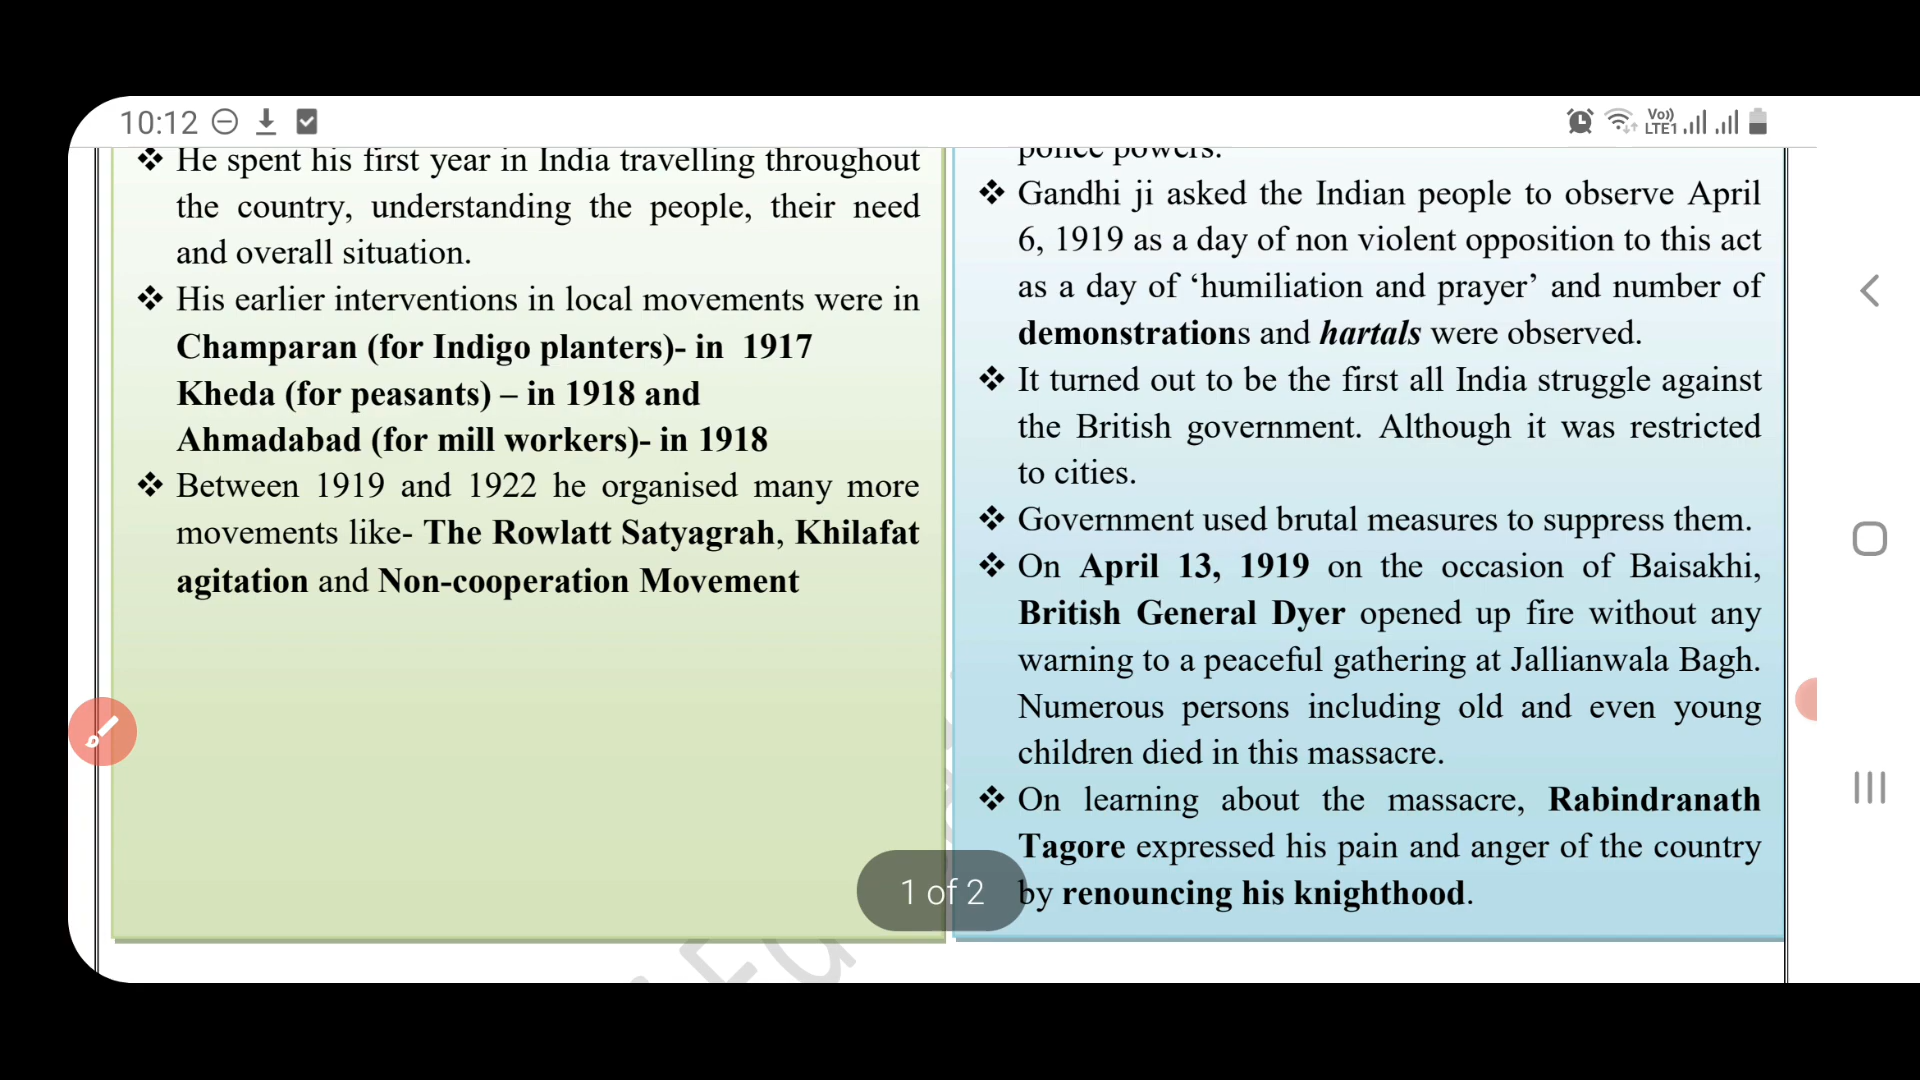 10:12
Vo))
LTE1
❖ He spent his first year in India travelling throughout
the country, understanding the people, their need
and overall situation.
❖ His earlier interventions in local movements were in
Champaran (for Indigo planters)- in 1917
Kheda (for peasants) – in 1918 and
Ahmadabad (for mill workers)- in 1918
❖ Between 1919 and 1922 he organised many more
movements like- The Rowlatt Satyagrah, Khilafat
agitation and Non-cooperation Movement
police powers.
❖ Gandhi ji asked the Indian people to observe April
6, 1919 as a day of non violent opposition to this act
as a day of ‘humiliation and prayer’ and number of
demonstrations and hartals were observed.
❖ It turned out to be the first all India struggle against
the British government. Although it was restricted
to cities.
❖ Government used brutal measures to suppress them.
❖ On April 13, 1919 on the occasion of Baisakhi,
British General Dyer opened up fire without any
warning to a peaceful gathering at Jallianwala Bagh.
Numerous persons including old and even young
children died in this massacre.
❖ On learning about the massacre, Rabindranath
Tagore expressed his pain and anger of the country
by renouncing his knighthood.
1 of 2